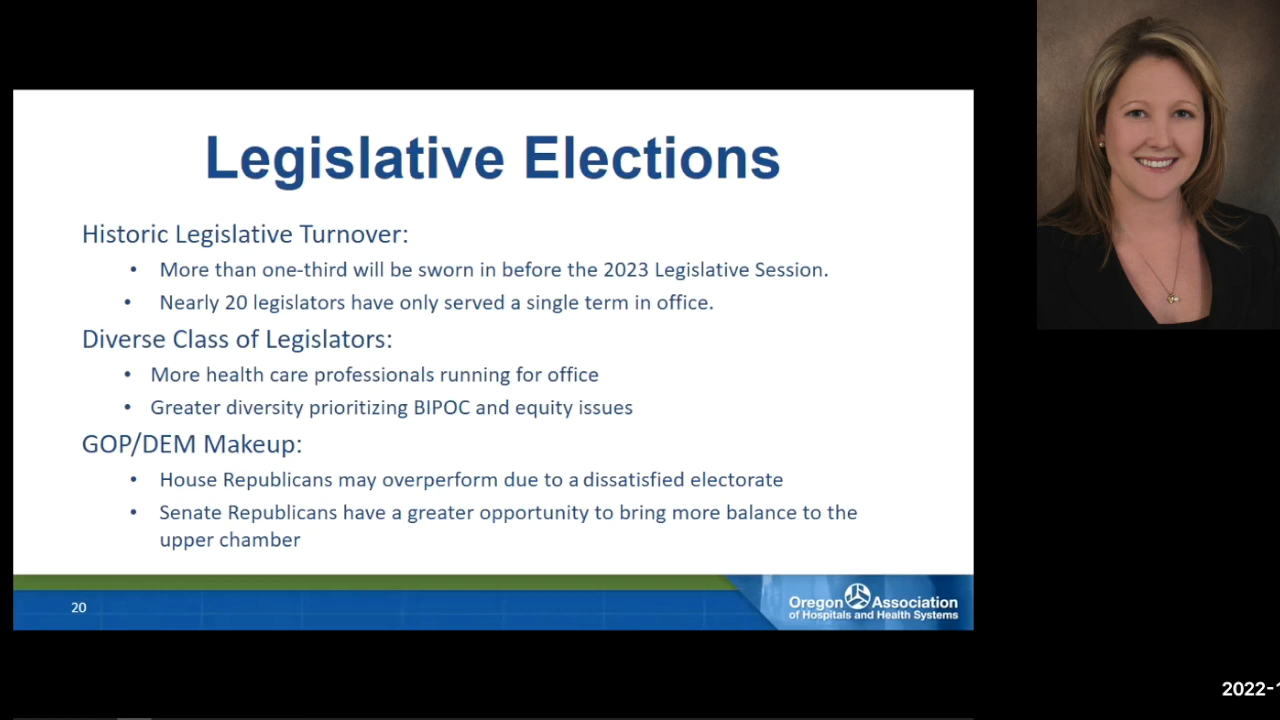 Legislative Elections
Historic Legislative Turnover:
• More than one-third will be sworn in before the 2023 Legislative Session.
• Nearly 20 legislators have only served a single term in office.
Diverse Class of Legislators:
• More health care professionals running for office
• Greater diversity prioritizing BIPOC and equity issues
GOP/DEM Makeup:
• House Republicans may overperform due to a dissatisfied electorate
• Senate Republicans have a greater opportunity to bring more balance to the
upper chamber
20
Oregon Association
of Hospitals and Health Systems
2022-